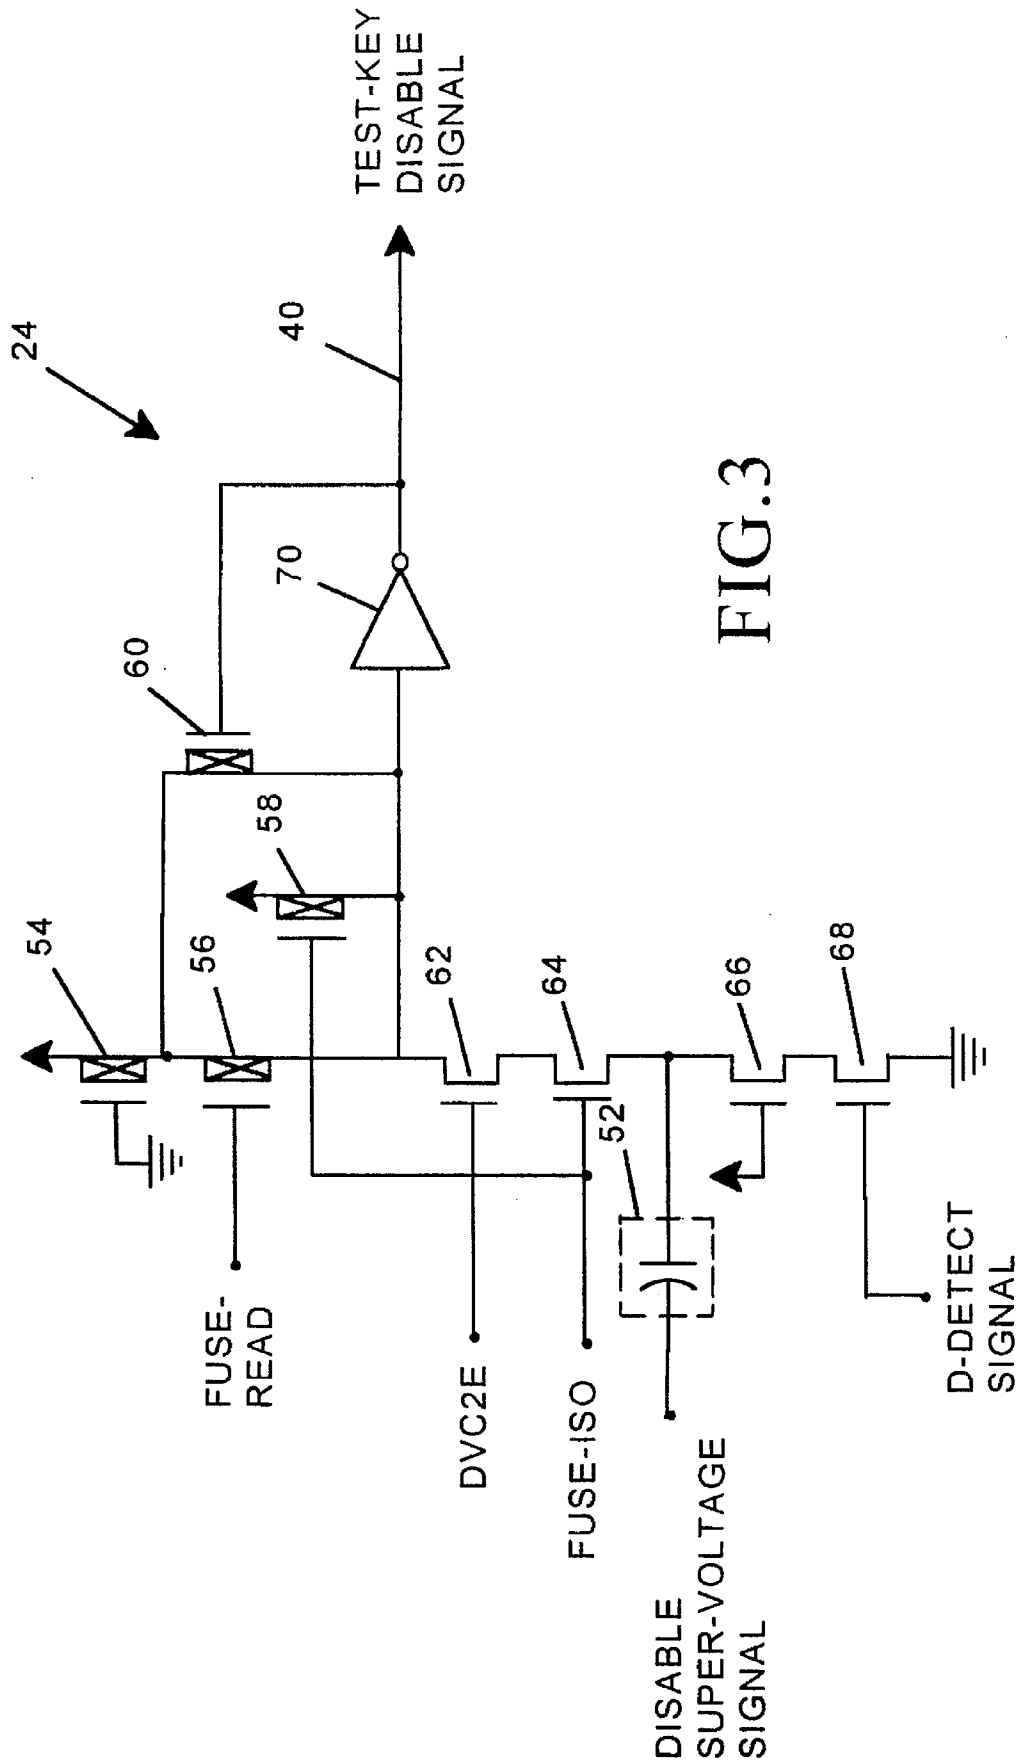 24
54
60
FUSE-
READ
56
58
70
40
TEST-KEY
DISABLE
SIGNAL
DVC2E
62
FUSE-ISO
64
52
DISABLE
SUPER-VOLTAGE
SIGNAL
66
68
D-DETECT
SIGNAL
FIG.3